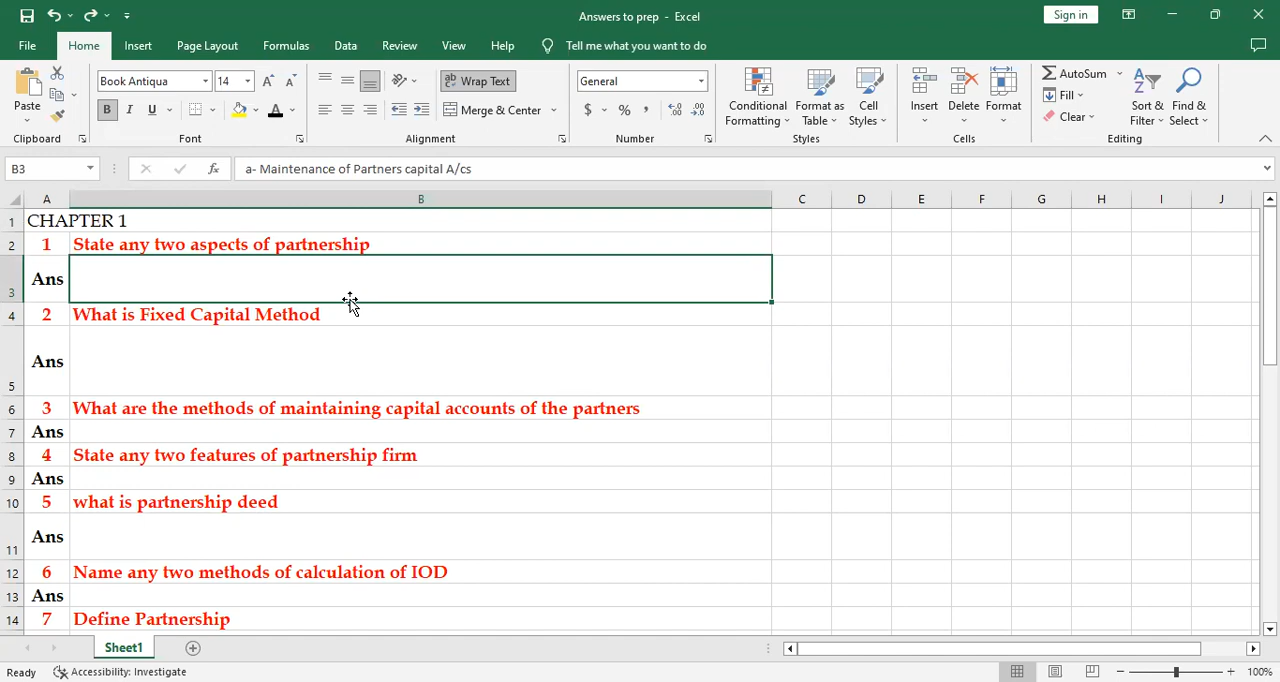 Answers to prep - Excel
Sign in
File Home Insert Page Layout Formulas Data Review View Help Tell me what you want to do
Paste
Clipboard
Book Antiqua 14
B I U
Font
Wrap Text
Merge & Center
Alignment
General
$ % ,
Number
Conditional Formatting
Format as Table
Cell Styles
Styles
Insert Delete Format
Cells
AutoSum
Fill
Clear
Sort & Filter
Find & Select
Editing
B3 fx a- Maintenance of Partners capital A/cs
A B C D E F G H I J
1 CHAPTER 1
2 1 State any two aspects of partnership
3 Ans
4 2 What is Fixed Capital Method
5 Ans
6 3 What are the methods of maintaining capital accounts of the partners
7 Ans
8 4 State any two features of partnership firm
9 Ans
10 5 what is partnership deed
11 Ans
12 6 Name any two methods of calculation of IOD
13 Ans
14 7 Define Partnership
Sheet1
Ready Accessibility: Investigate 100%